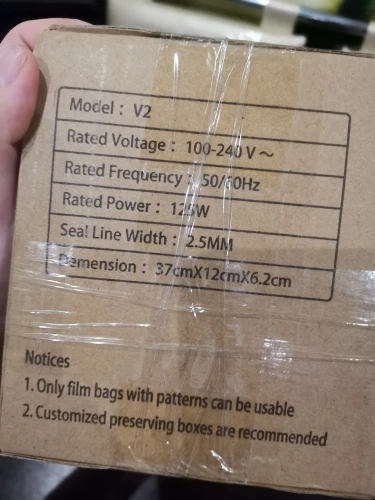 Model : V2
Rated Voltage : 100-240 V ～
Rated Frequency : 50/60Hz
Rated Power : 125W
Seal Line Width : 2.5MM
Demension : 37cmX12cmX6.2cm
Notices
1. Only film bags with patterns can be usable
2. Customized preserving boxes are recommended